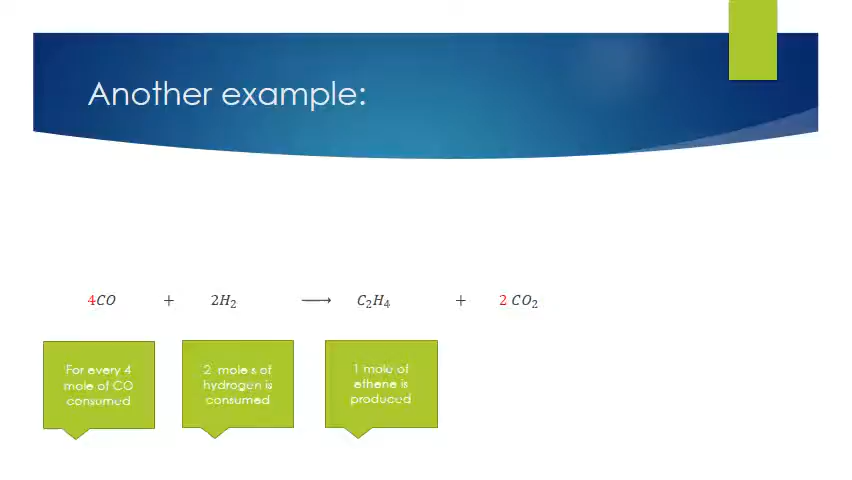 Another example:
4CO + 2H₂ ⟶ C₂H₄ + 2 CO₂
For every 4
mole of CO
consumed
2 mole s of
hydrogen is
consumed
1 mole of
ethene is
produced